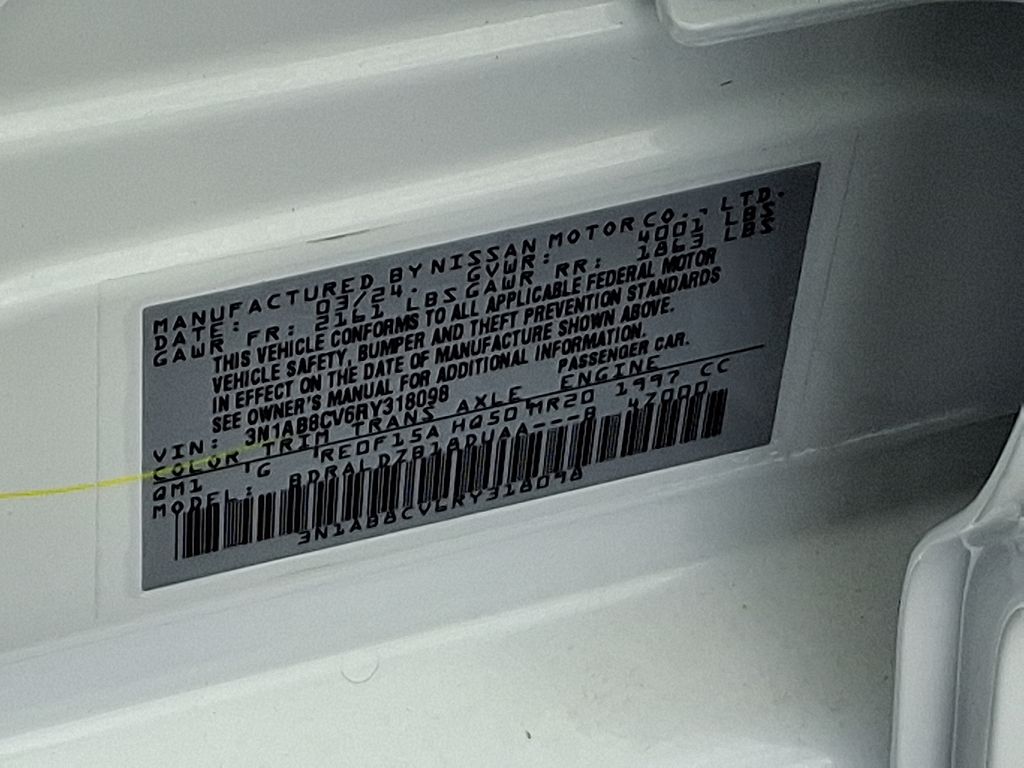 MANUFACTURED BY NISSAN MOTOR CO., LTD.
DATE: 03/24. GVWR: 4001 LBS
GAWR FR: 2161 LBS GAWR RR: 1863 LBS
THIS VEHICLE CONFORMS TO ALL APPLICABLE FEDERAL MOTOR
VEHICLE SAFETY, BUMPER AND THEFT PREVENTION STANDARDS
IN EFFECT ON THE DATE OF MANUFACTURE SHOWN ABOVE.
SEE OWNER'S MANUAL FOR ADDITIONAL INFORMATION.
VIN: 3N1AB8CV6RY318098 PASSENGER CAR.
COLOR TRIM TRANS AXLE ENGINE
QM1 G RE0F15A HQ50 MR20 1997 CC
MODEL: BDRALDZB18DUAA---B 47000
3N1AB8CV6RY318098